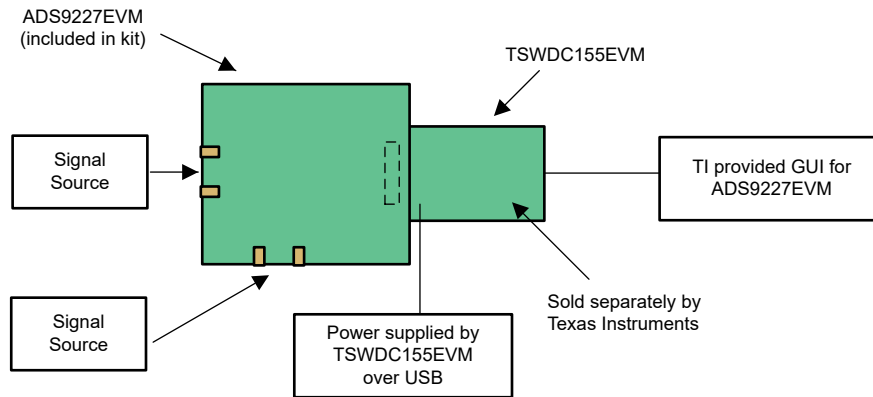 ADS9227EVM
(included in kit)
TSWDC155EVM
Signal
Source
TI provided GUI for
ADS9227EVM
Signal
Source
Power supplied by
TSWDC155EVM
over USB
Sold separately by
Texas Instruments